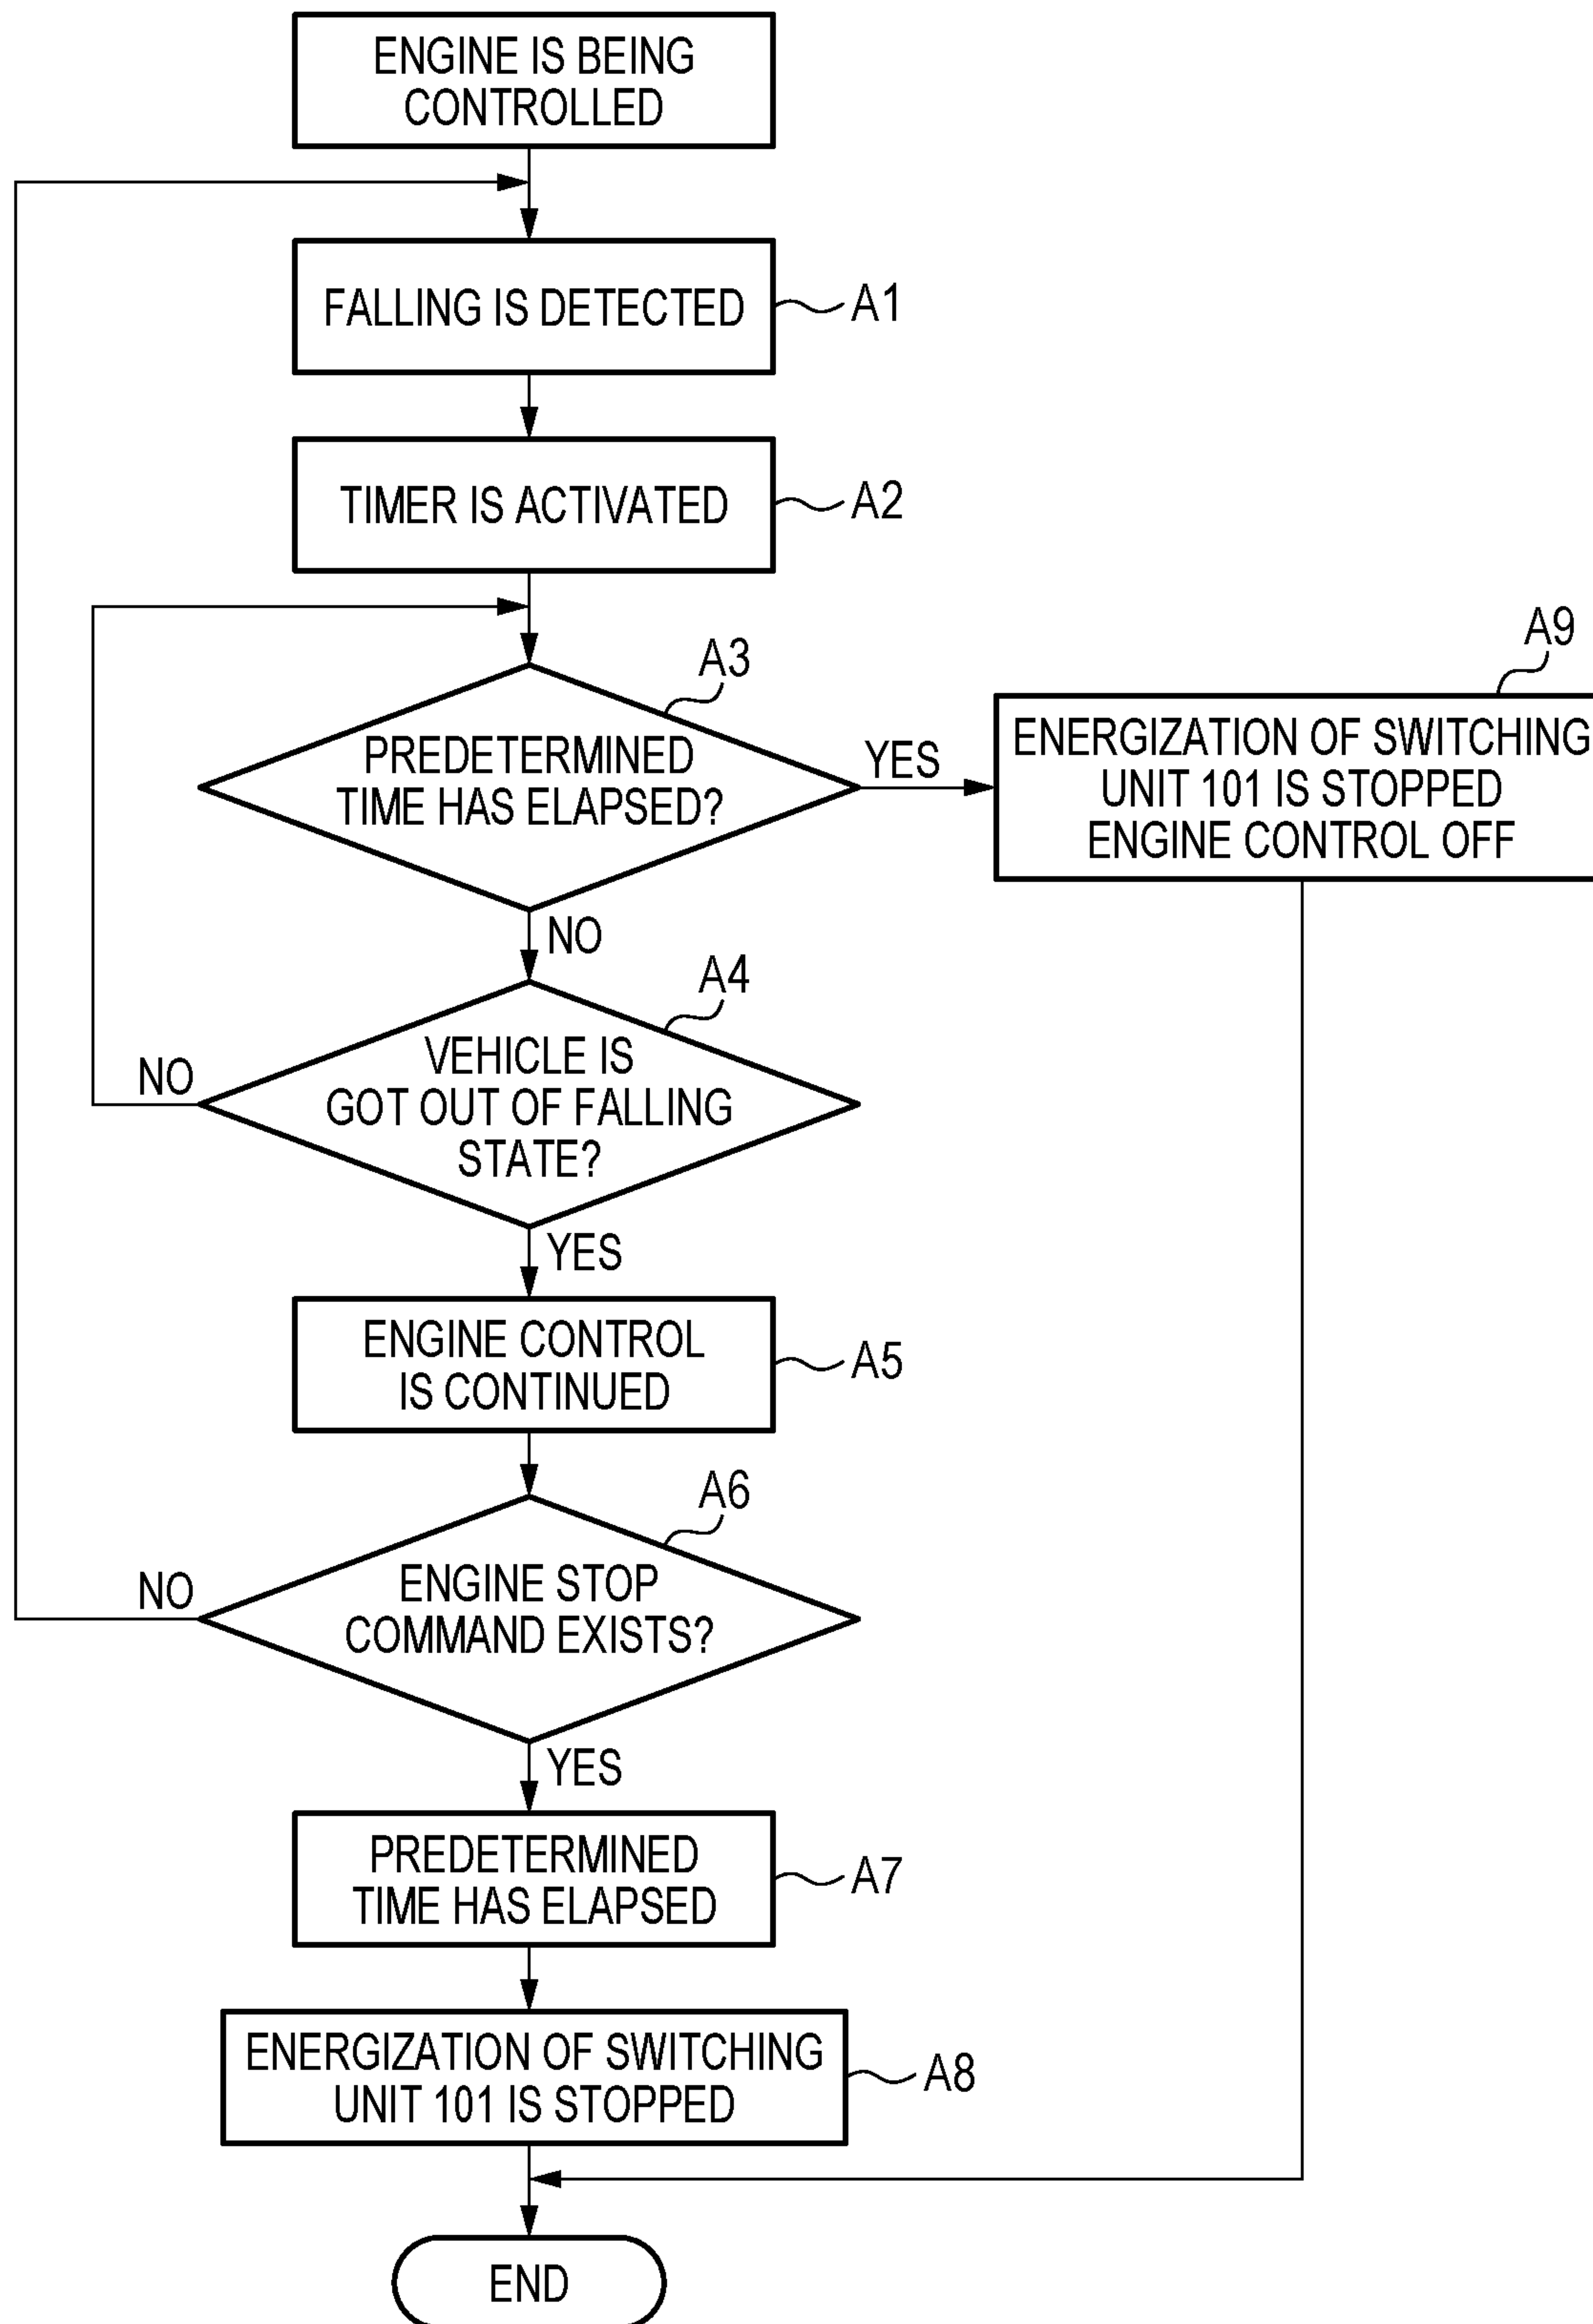 ENGINE IS BEING
CONTROLLED
FALLING IS DETECTED
A1
TIMER IS ACTIVATED
A2
A3
PREDETERMINED
TIME HAS ELAPSED?
YES
A9
ENERGIZATION OF SWITCHING
UNIT 101 IS STOPPED
ENGINE CONTROL OFF
NO
A4
VEHICLE IS
GOT OUT OF FALLING
STATE?
NO
YES
ENGINE CONTROL
IS CONTINUED
A5
A6
ENGINE STOP
COMMAND EXISTS?
NO
YES
PREDETERMINED
TIME HAS ELAPSED
A7
ENERGIZATION OF SWITCHING
UNIT 101 IS STOPPED
A8
END